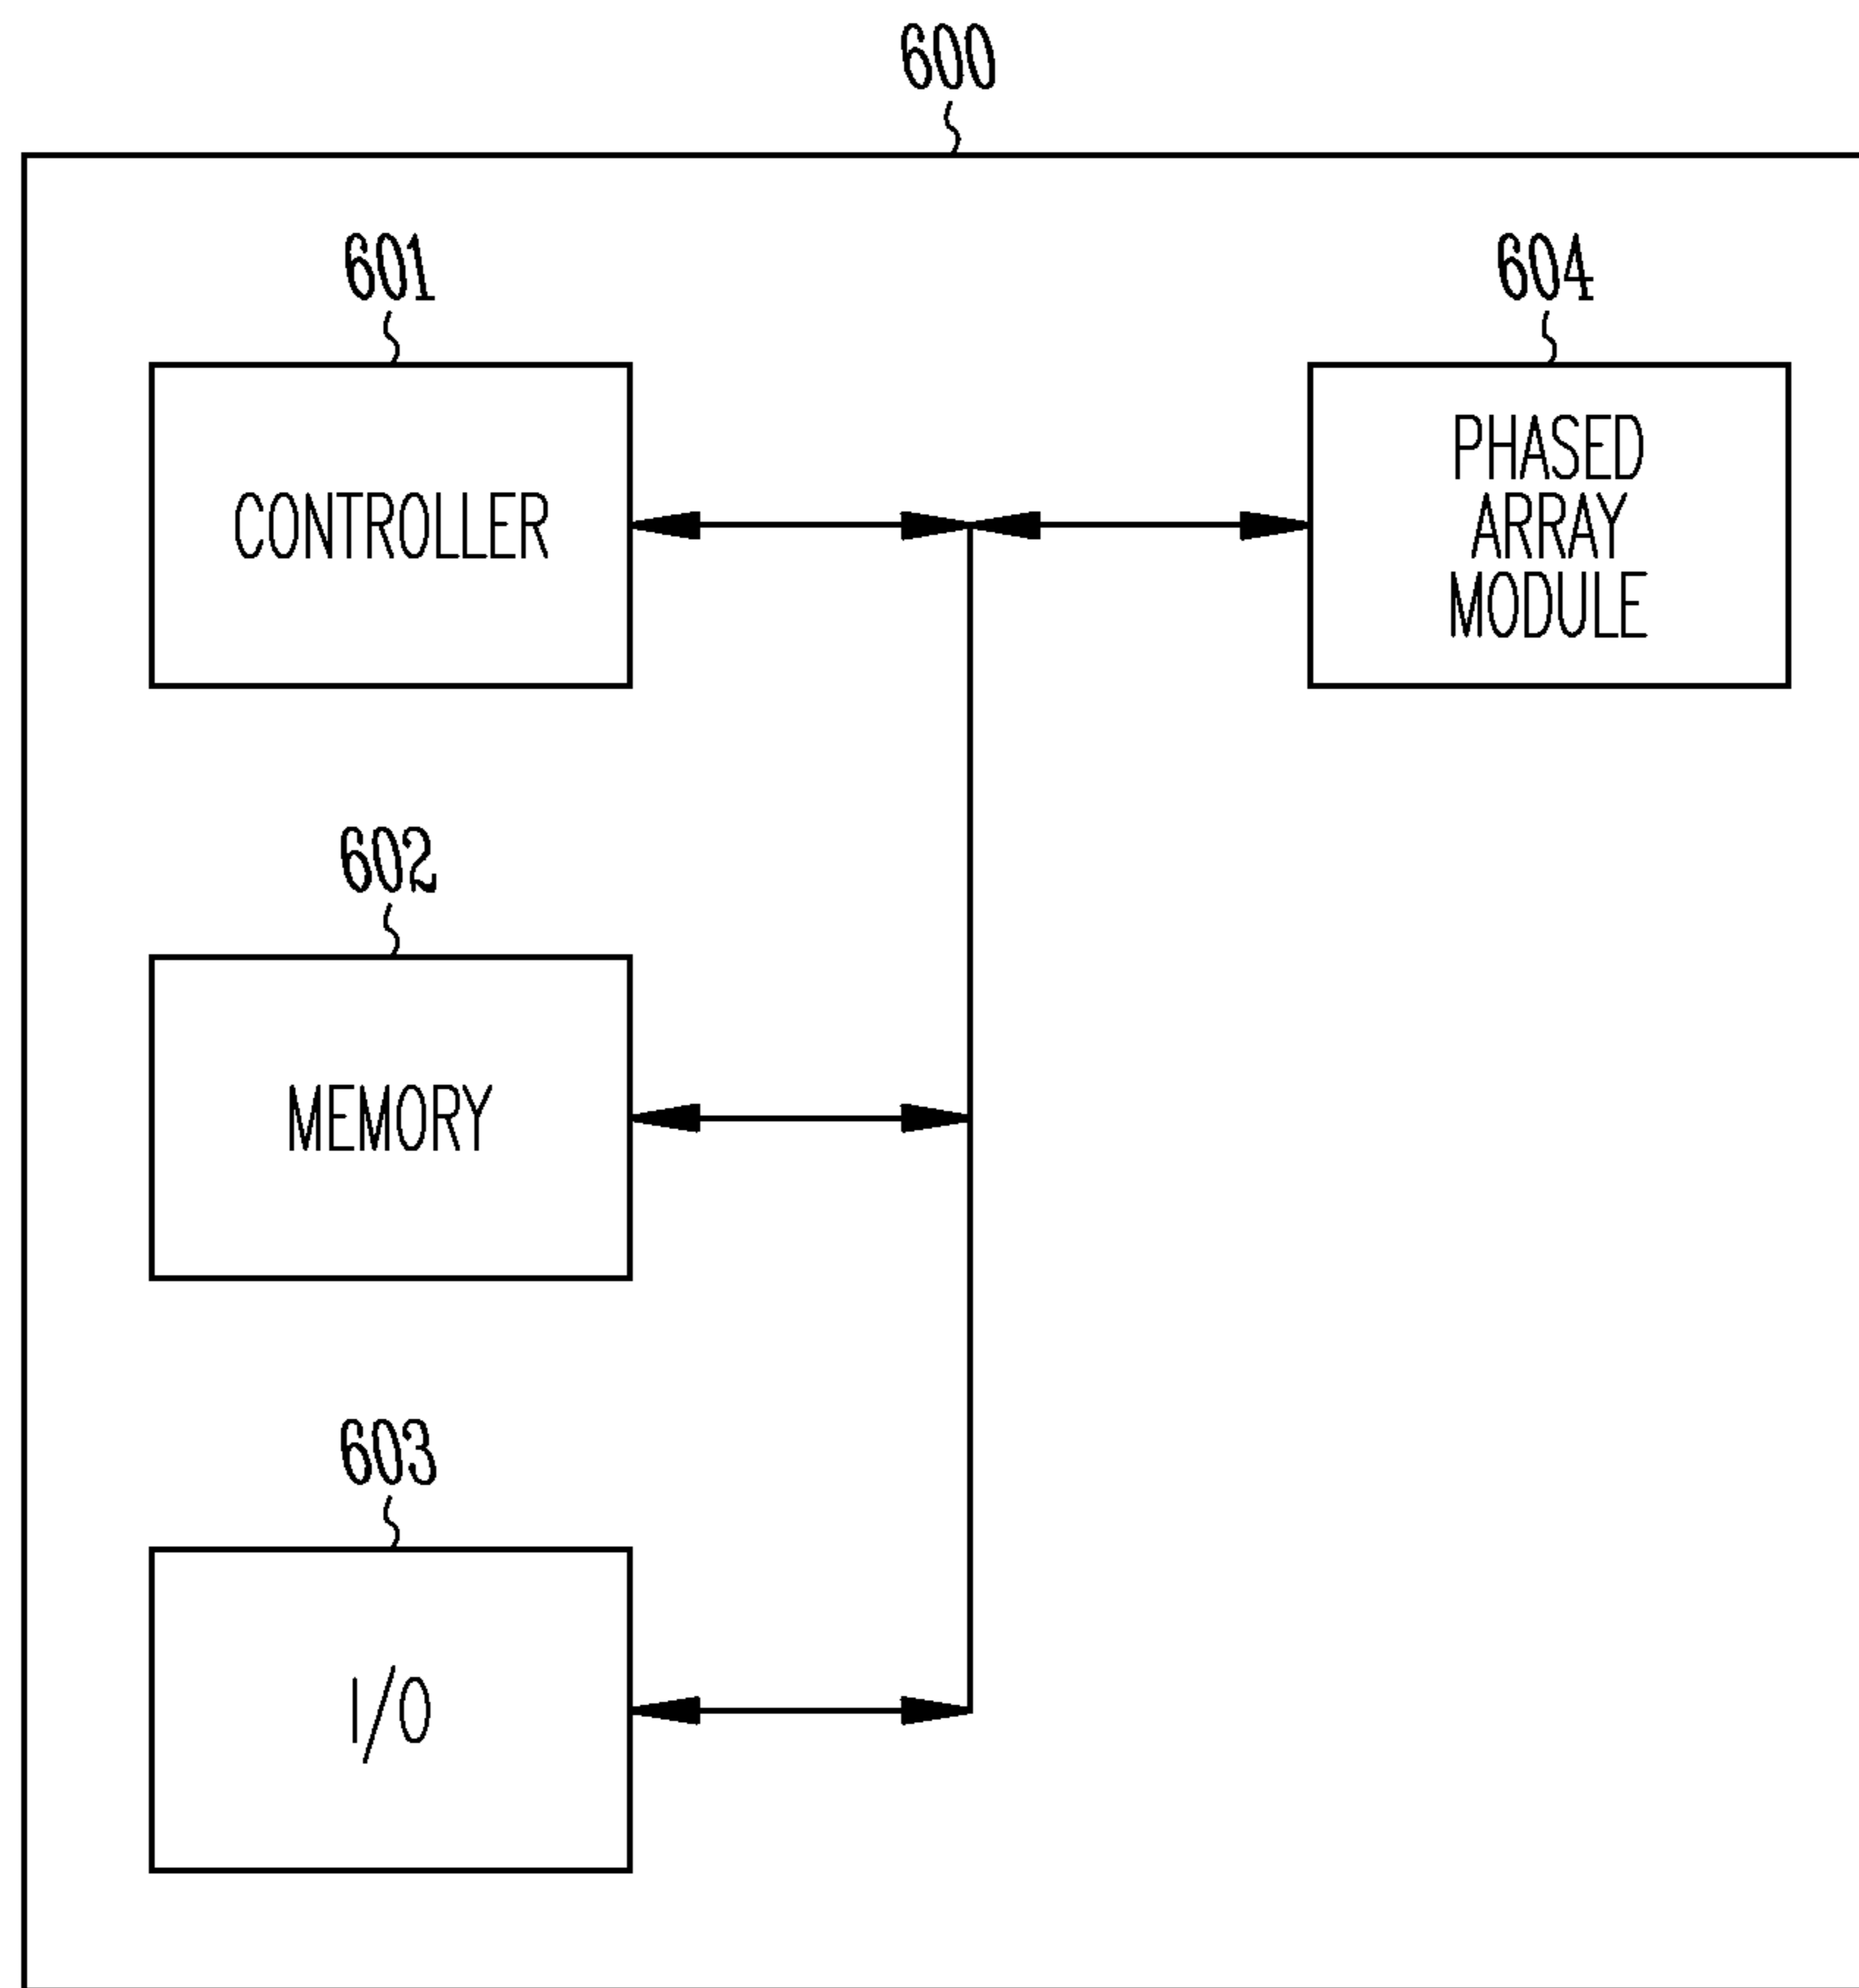 600
601
CONTROLLER
604
PHASED
ARRAY
MODULE
602
MEMORY
603
I/O